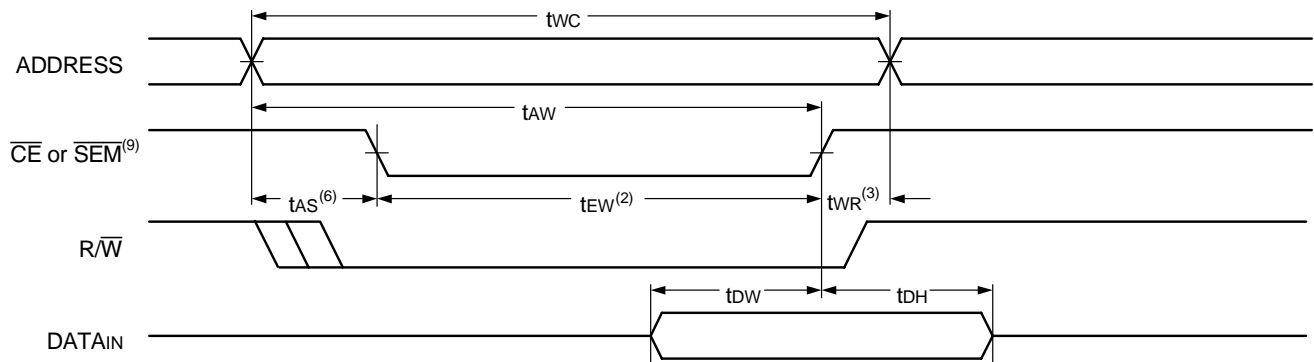 tWC
ADDRESS
tAW
CE or SEM(9)
tAS(6)
tEW(2)
tWR(3)
R/W
tDW
tDH
DATAIN